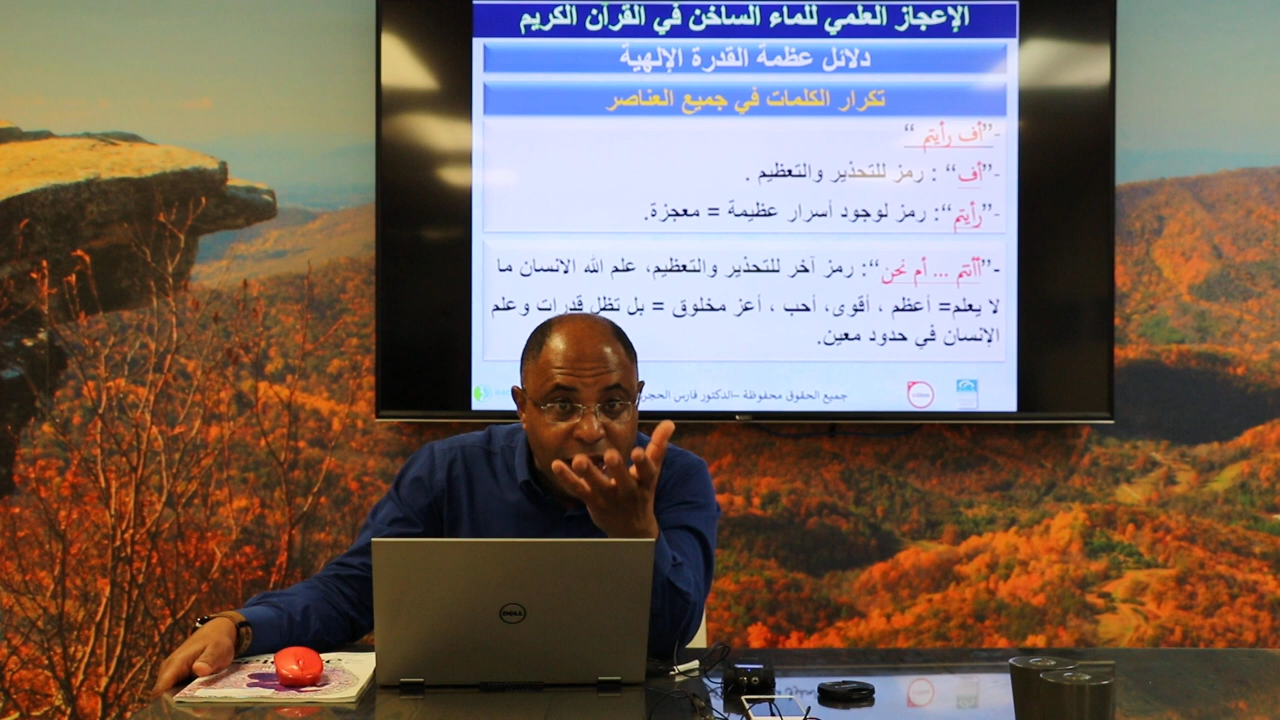 الإعجاز العلمي للماء الساخن في القرآن الكريم
دلائل عظمة القدرة الإلهية
تكرار الكلمات في جميع العناصر
-”أف رأيتم “
-”أف“ : رمز للتحذير والتعظيم .
-”رأيتم“: رمز لوجود أسرار عظيمة = معجزة.
-”أأنتم ... أم نحن“: رمز آخر للتحذير والتعظيم، علم الله الانسان ما
لا يعلم= أعظم ، أقوى، أحب ، أعز مخلوق = بل تظل قدرات وعلم
الإنسان في حدود معين.
جميع الحقوق محفوظة –الدكتور فارس
DELL